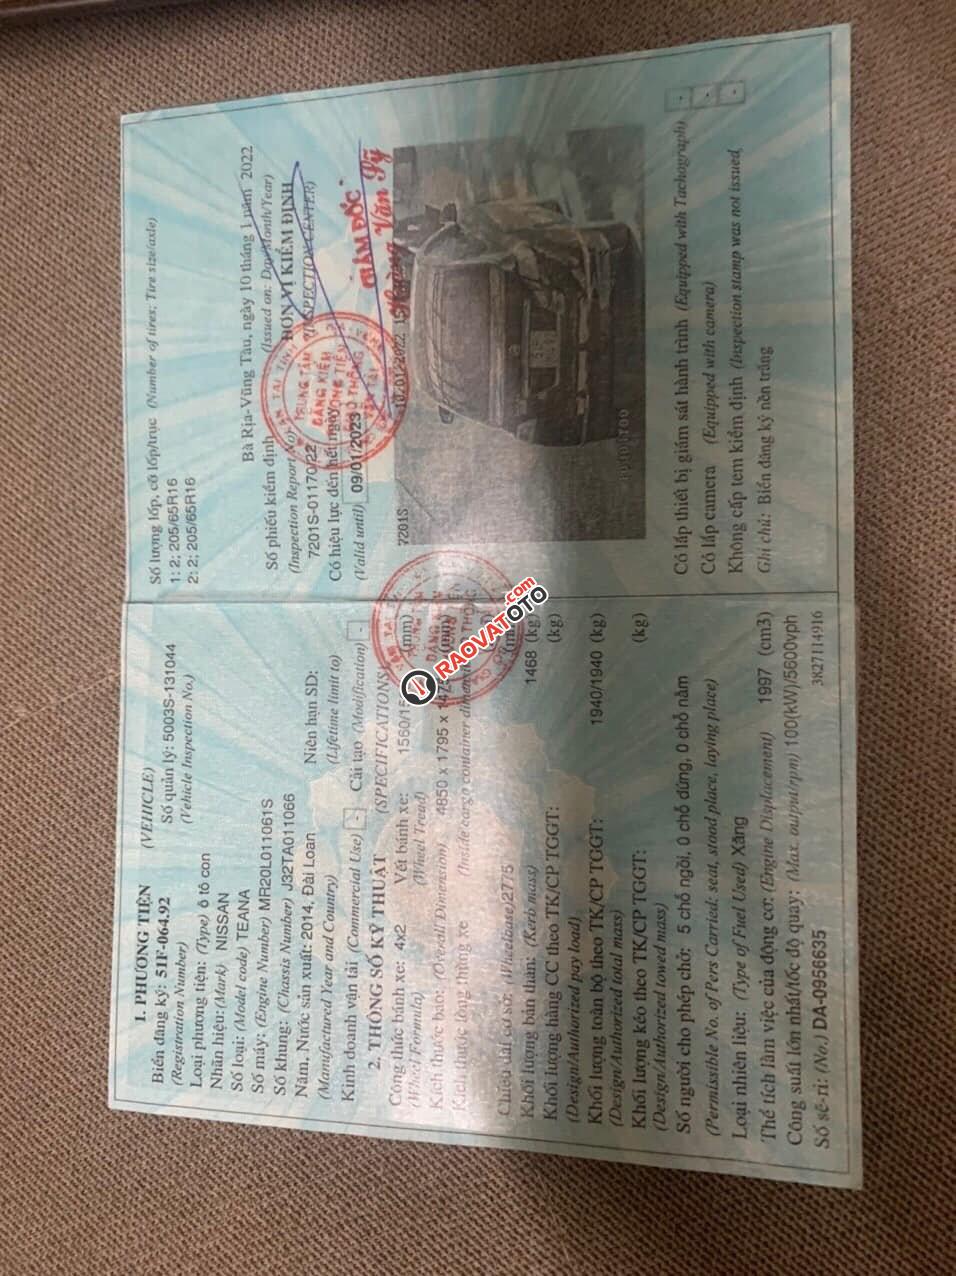 1. PHƯƠNG TIỆN (VEHICLE)
Biển đăng ký: 51F-064.92 Số quản lý: 5003S-131044
(Registration Number) (Vehicle Inspection No.)
Loại phương tiện: (Type) ô tô con
Nhãn hiệu: (Mark) NISSAN
Số loại: (Model code) TEANA
Số máy: (Engine Number) MR20L011061S
Số khung: (Chassis Number) J32TA011066
Năm, Nước sản xuất: 2014, Đài Loan Niên hạn SD:
(Manufactured Year and Country) (Lifetime limit to)
Kinh doanh vận tải (Commercial Use) - Cải tạo (Modification) -
2. THÔNG SỐ KỸ THUẬT (SPECIFICATIONS)
Công thức bánh xe: 4x2 Vết bánh xe: (mm)
(Wheel Formula) (Wheel Tread)
Kích thước bao: (Overall Dimension) 4850 x 1795 x (mm)
Kích thước lòng thùng xe (Inside cargo container dimension)
Chiều dài cơ sở: (Wheelbase) 2775
Khối lượng bản thân: (Kerb mass) 1468 (kg)
Khối lượng hàng CC theo TK/CP TGGT: (kg)
(Design/Authorized pay load)
Khối lượng toàn bộ theo TK/CP TGGT: 1940/1940 (kg)
(Design/Authorized total mass)
Khối lượng kéo theo TK/CP TGGT: (kg)
(Design/Authorized towed mass)
Số người cho phép chở: 5 chỗ ngồi, 0 chỗ đứng, 0 chỗ nằm
(Permissible No. of Pers Carried: seat, stood place, laying place)
Loại nhiên liệu: (Type of Fuel Used) Xăng
Thể tích làm việc của động cơ: (Engine Displacement) 1997 (cm3)
Công suất lớn nhất/tốc độ quay: (Max. output/rpm) 100(kW)/5600vph
Số sê-ri: (No.) DA-0956635 3K27114916
Số lượng lốp, cỡ lốp/trục (Number of tires; Tire size/axle)
1: 2; 205/65R16
2: 2; 205/65R16
Bà Rịa-Vũng Tàu, ngày 10 tháng 1 năm 2022
Số phiếu kiểm định (Issued on: Day/Month/Year)
(Inspection Report No) ĐƠN VỊ KIỂM ĐỊNH
7201S-01170/22 (INSPECTION CENTER)
Có hiệu lực đến hết ngày
(Valid until) 09/01/2023
TRUNG TÂM
ĐĂNG KIỂM
GIÁM ĐỐC
7201S 10-01-2022
RAOVATOTO.com
Có lắp thiết bị giám sát hành trình (Equipped with Tachograph) -
Có lắp camera (Equipped with camera) -
Không cấp tem kiểm định (Inspection stamp was not issued) -
Ghi chú: Biển đăng ký nền trắng